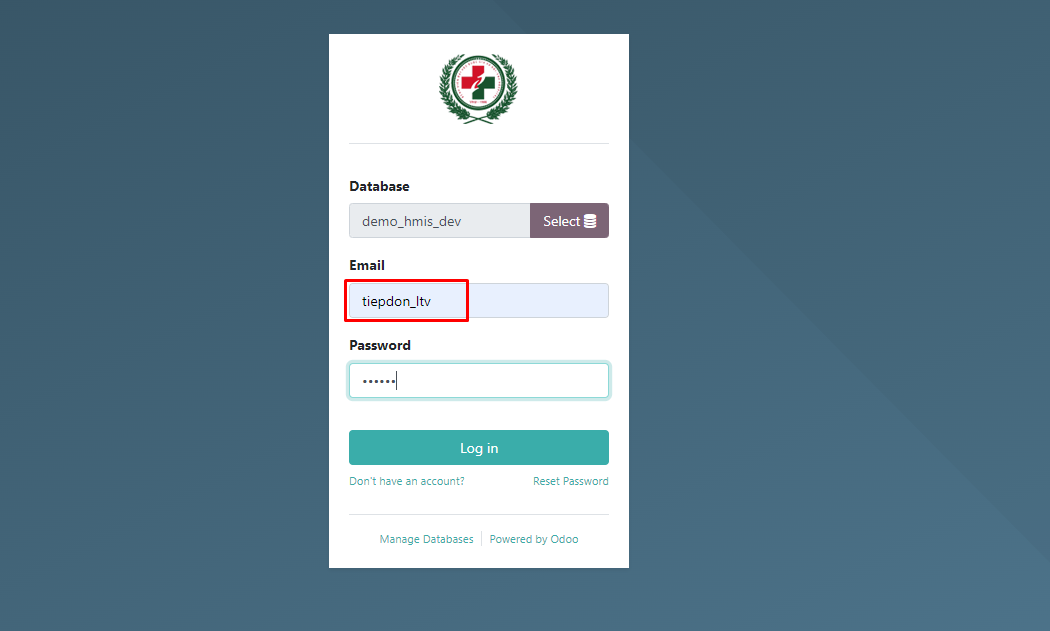 Database
demo_hmis_dev
Select
Email
tiepdon_ltv
Password
••••••
Log in
Don't have an account?
Reset Password
Manage Databases
Powered by Odoo